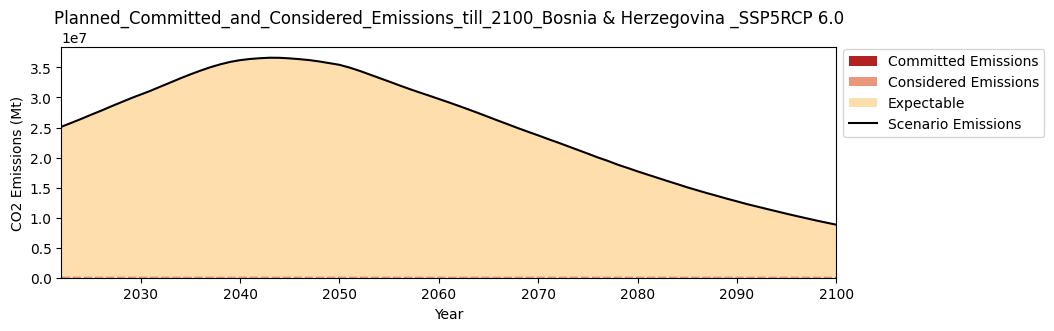 Planned_Committed_and_Considered_Emissions_till_2100_Bosnia & Herzegovina _SSP5RCP 6.0
1e7
3.5
3.0
2.5
2.0
1.5
1.0
0.5
0.0
CO2 Emissions (Mt)
2030 2040 2050 2060 2070 2080 2090 2100
Year
Committed Emissions
Considered Emissions
Expectable
Scenario Emissions